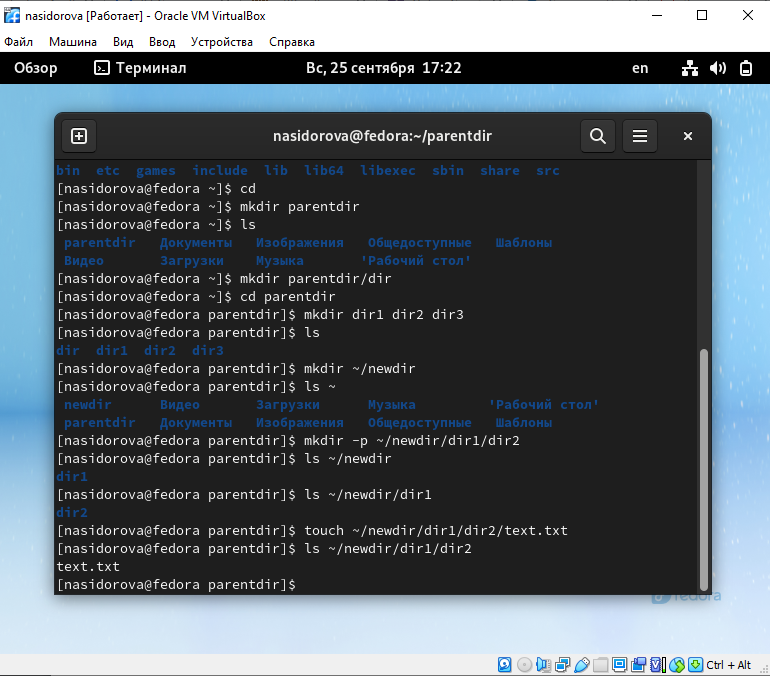 nasidorova [Работает] - Oracle VM VirtualBox
Файл Машина Вид Ввод Устройства Справка
Обзор Терминал Вс, 25 сентября 17:22 en
nasidorova@fedora:~/parentdir
bin etc games include lib lib64 libexec sbin share src
[nasidorova@fedora ~]$ cd
[nasidorova@fedora ~]$ mkdir parentdir
[nasidorova@fedora ~]$ ls
parentdir Документы Изображения Общедоступные Шаблоны
Видео Загрузки Музыка 'Рабочий стол'
[nasidorova@fedora ~]$ mkdir parentdir/dir
[nasidorova@fedora ~]$ cd parentdir
[nasidorova@fedora parentdir]$ mkdir dir1 dir2 dir3
[nasidorova@fedora parentdir]$ ls
dir dir1 dir2 dir3
[nasidorova@fedora parentdir]$ mkdir ~/newdir
[nasidorova@fedora parentdir]$ ls ~
newdir Видео Загрузки Музыка 'Рабочий стол'
parentdir Документы Изображения Общедоступные Шаблоны
[nasidorova@fedora parentdir]$ mkdir -p ~/newdir/dir1/dir2
[nasidorova@fedora parentdir]$ ls ~/newdir
dir1
[nasidorova@fedora parentdir]$ ls ~/newdir/dir1
dir2
[nasidorova@fedora parentdir]$ touch ~/newdir/dir1/dir2/text.txt
[nasidorova@fedora parentdir]$ ls ~/newdir/dir1/dir2
text.txt
[nasidorova@fedora parentdir]$
fedora
Ctrl + Alt